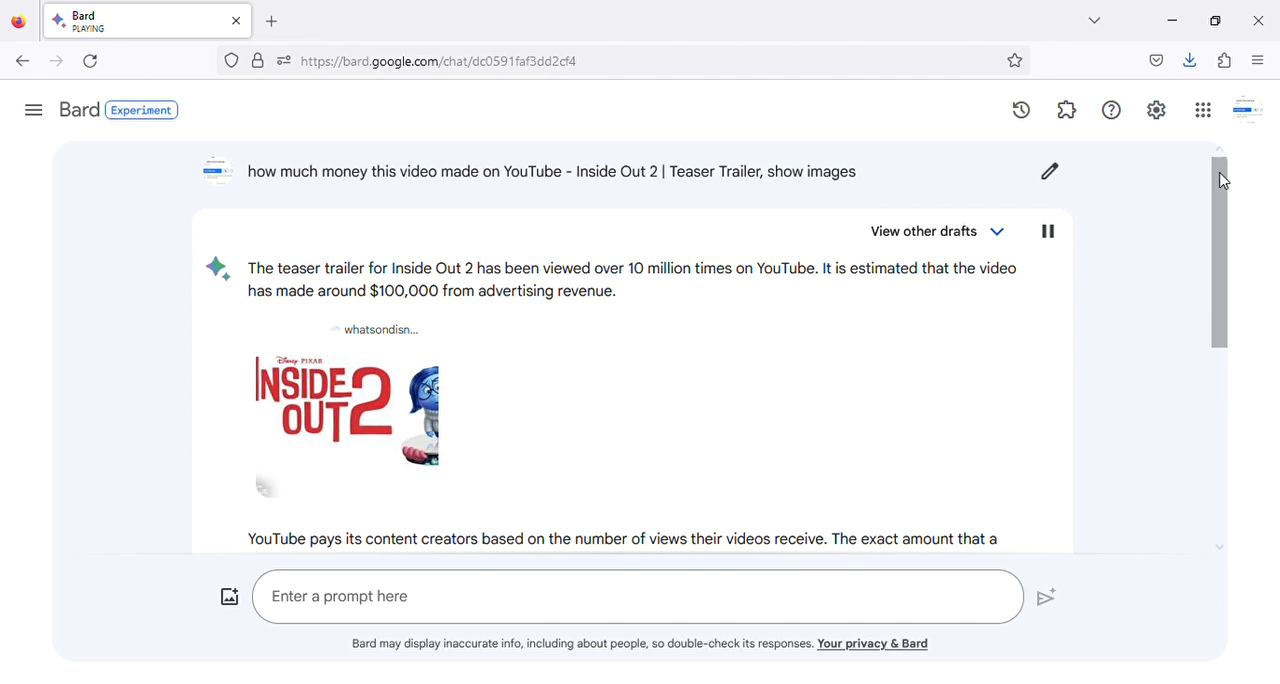 Bard
PLAYING
https://bard.google.com/chat/dc0591faf3dd2cf4
Bard Experiment
how much money this video made on YouTube - Inside Out 2 | Teaser Trailer, show images
View other drafts
The teaser trailer for Inside Out 2 has been viewed over 10 million times on YouTube. It is estimated that the video
has made around $100,000 from advertising revenue.
whatsondisn...
Disney PIXAR
INSIDE
OUT 2
YouTube pays its content creators based on the number of views their videos receive. The exact amount that a
Enter a prompt here
Bard may display inaccurate info, including about people, so double-check its responses. Your privacy & Bard